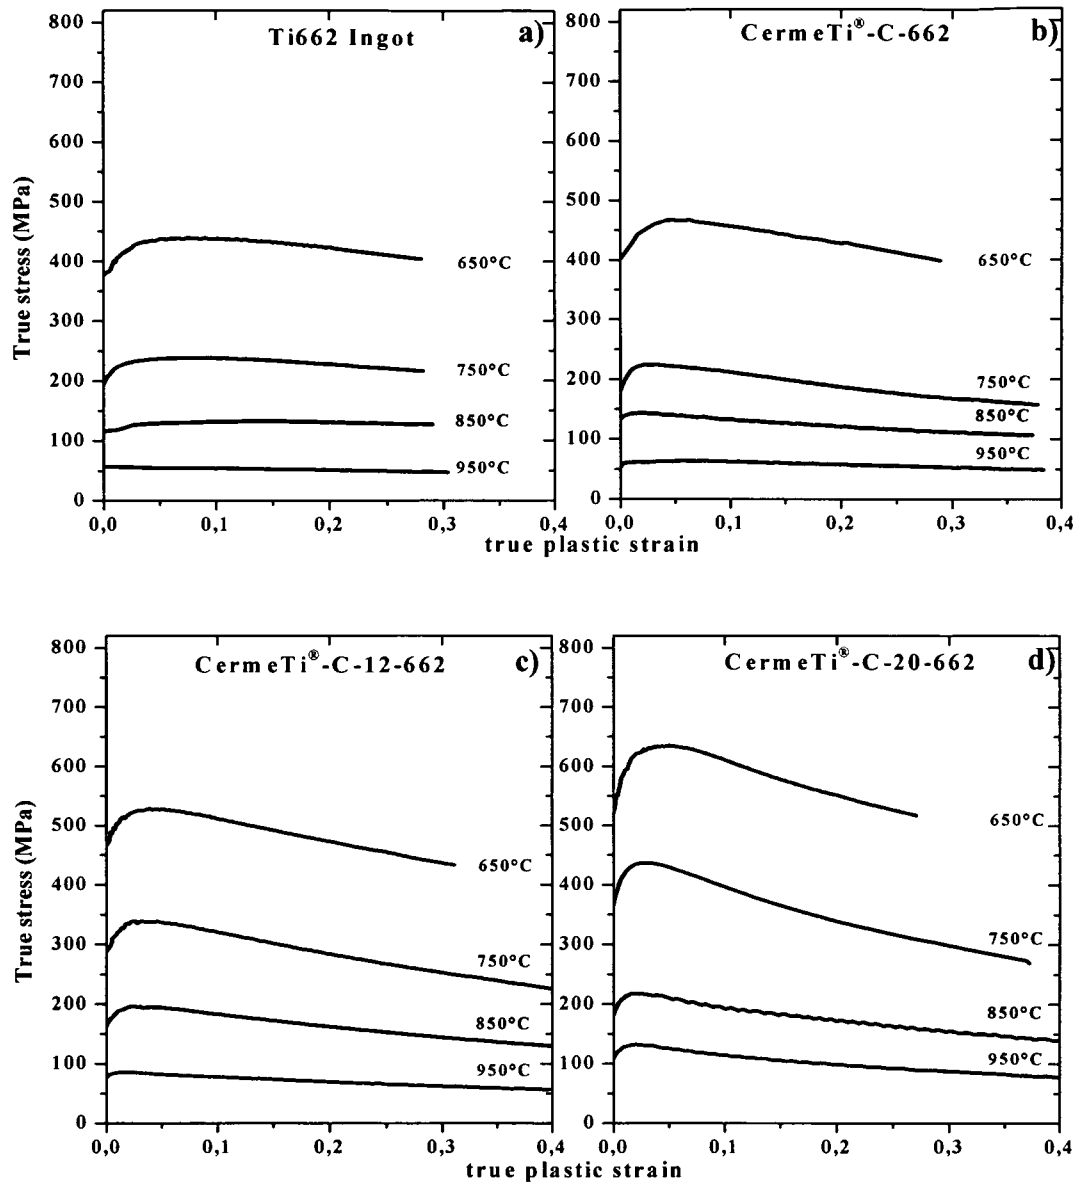 Ti662 Ingot a)
800
700
600
500
400
300
200
100
0
True stress (MPa)
650°C
750°C
850°C
950°C
0,0 0,1 0,2 0,3 0,4
CermeTi®-C-662 b)
800
700
600
500
400
300
200
100
0
650°C
750°C
850°C
950°C
0,0 0,1 0,2 0,3 0,4
true plastic strain
CermeTi®-C-12-662 c)
800
700
600
500
400
300
200
100
0
True stress (MPa)
650°C
750°C
850°C
950°C
0,0 0,1 0,2 0,3 0,4
CermeTi®-C-20-662 d)
800
700
600
500
400
300
200
100
0
650°C
750°C
850°C
950°C
0,0 0,1 0,2 0,3 0,4
true plastic strain